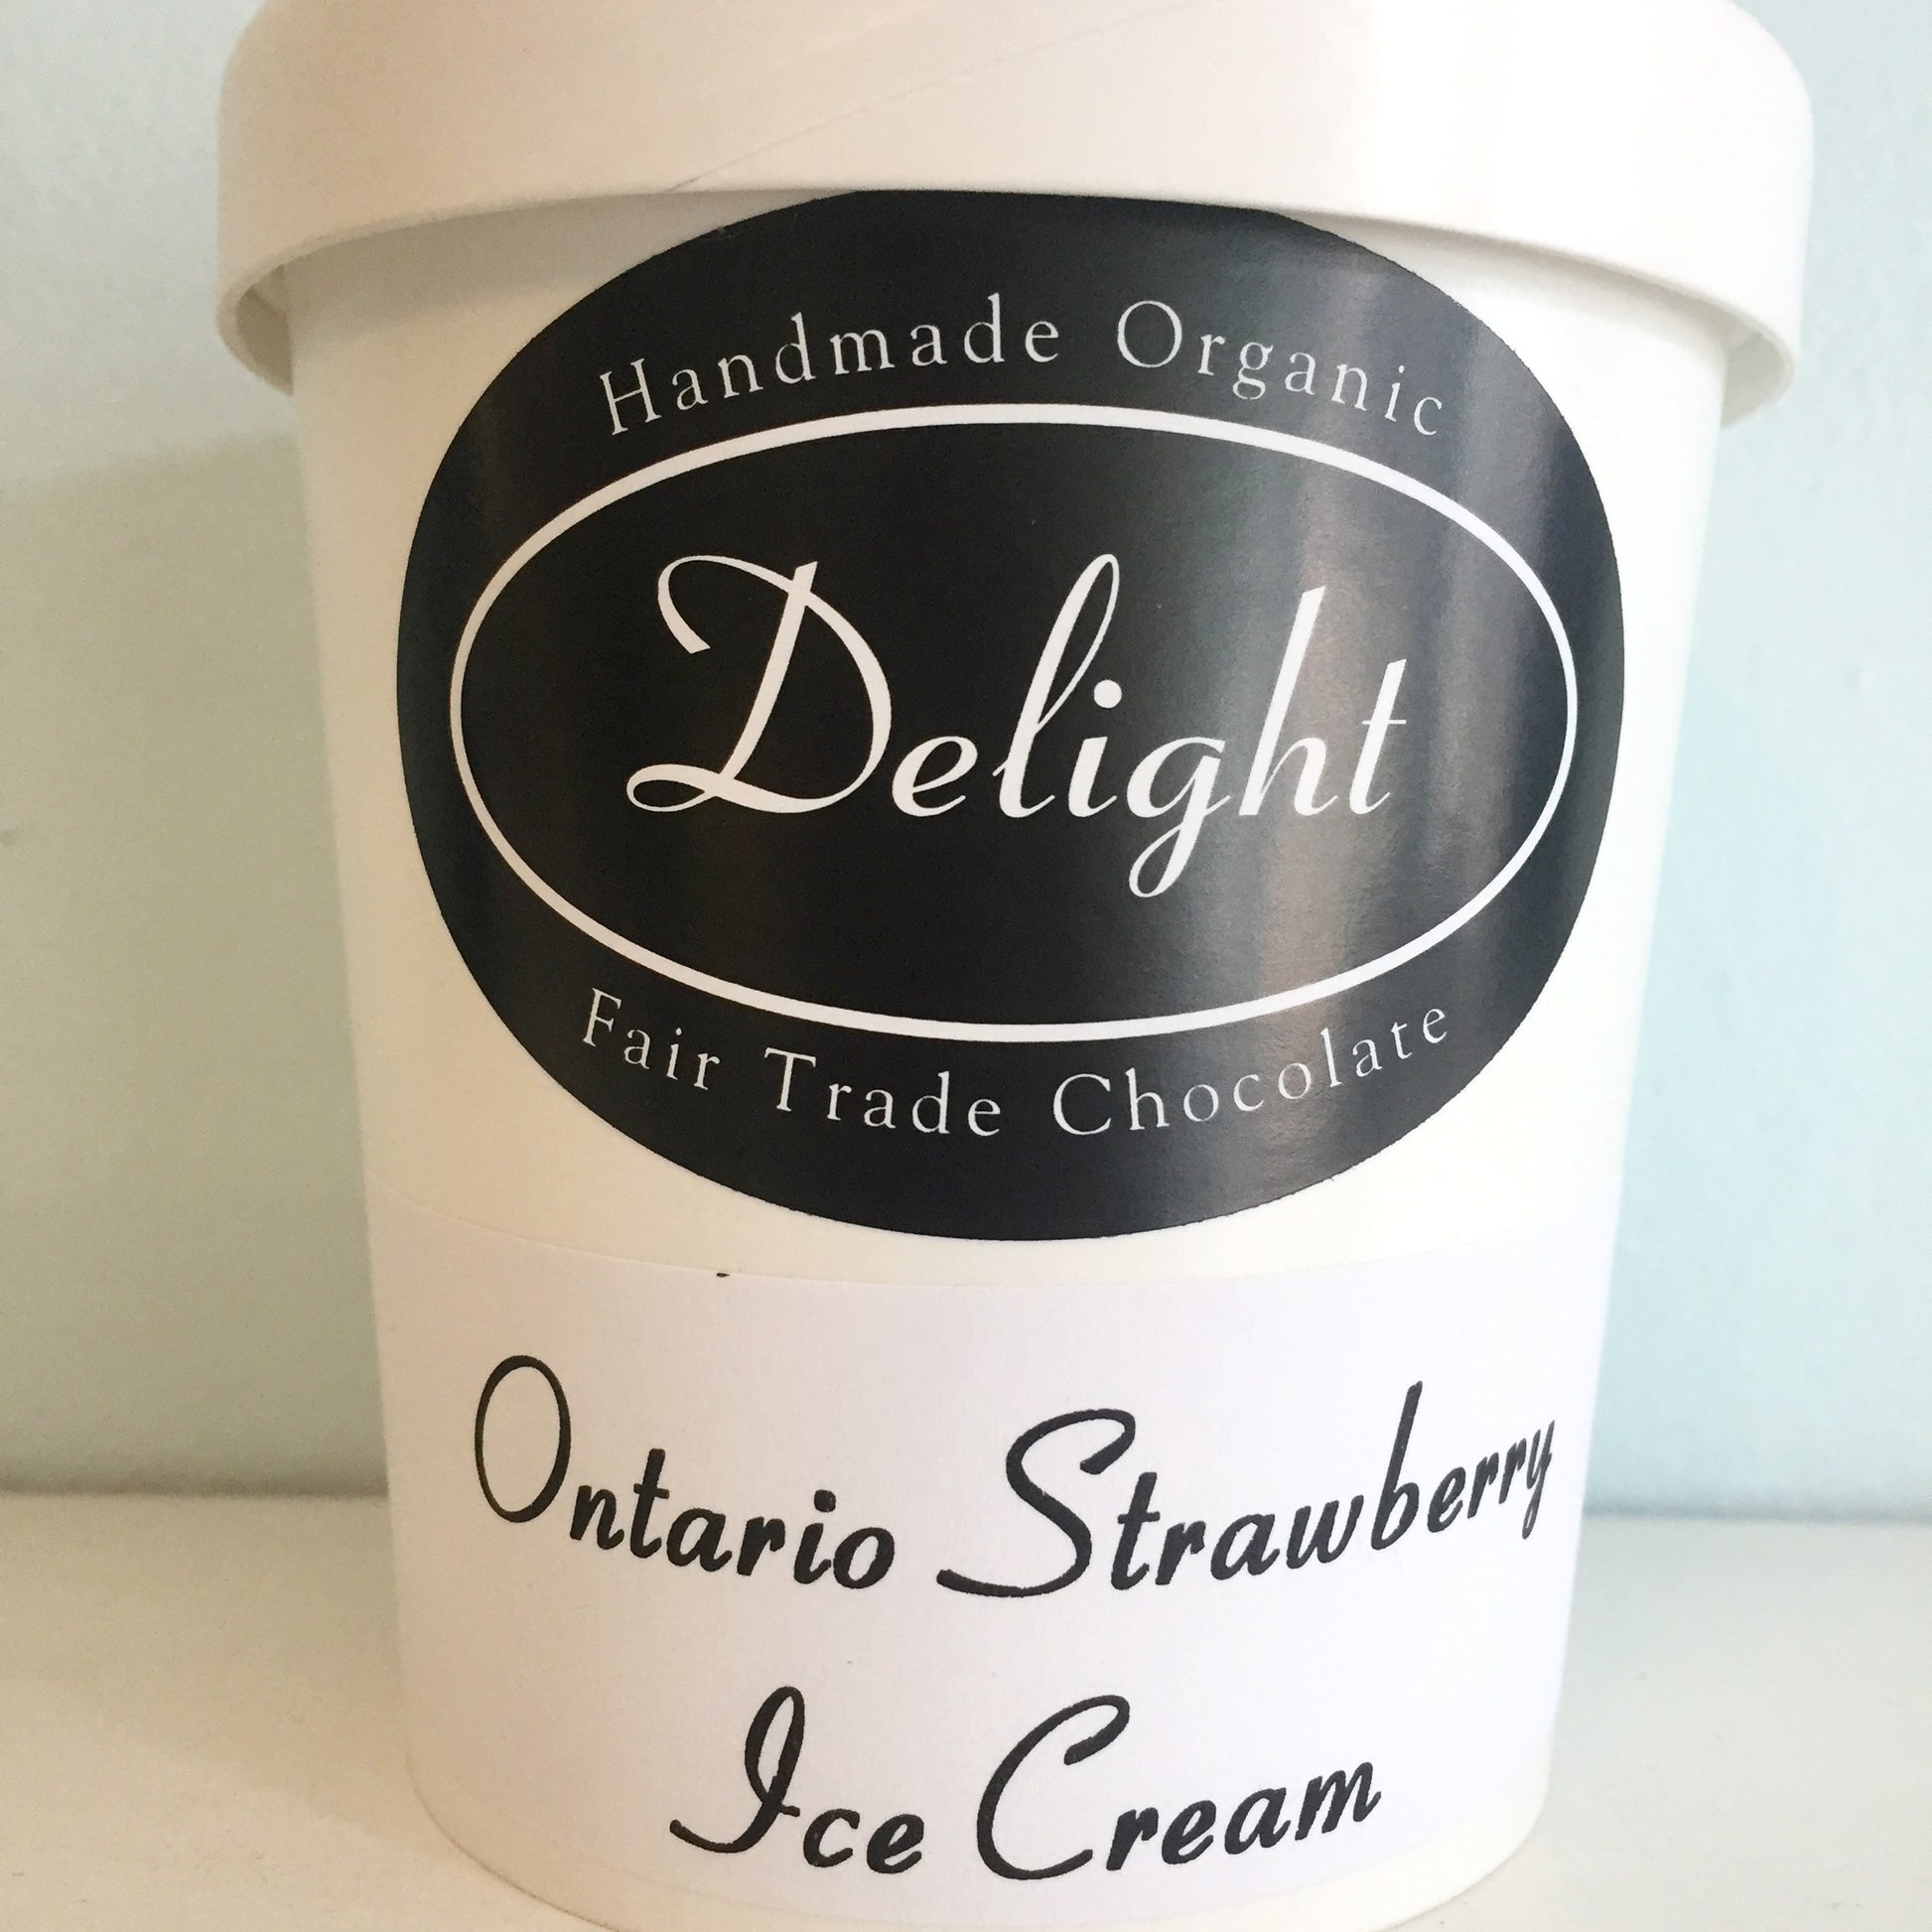 Handmade Organic
Delight
Fair Trade Chocolate
Ontario Strawberry
Ice Cream